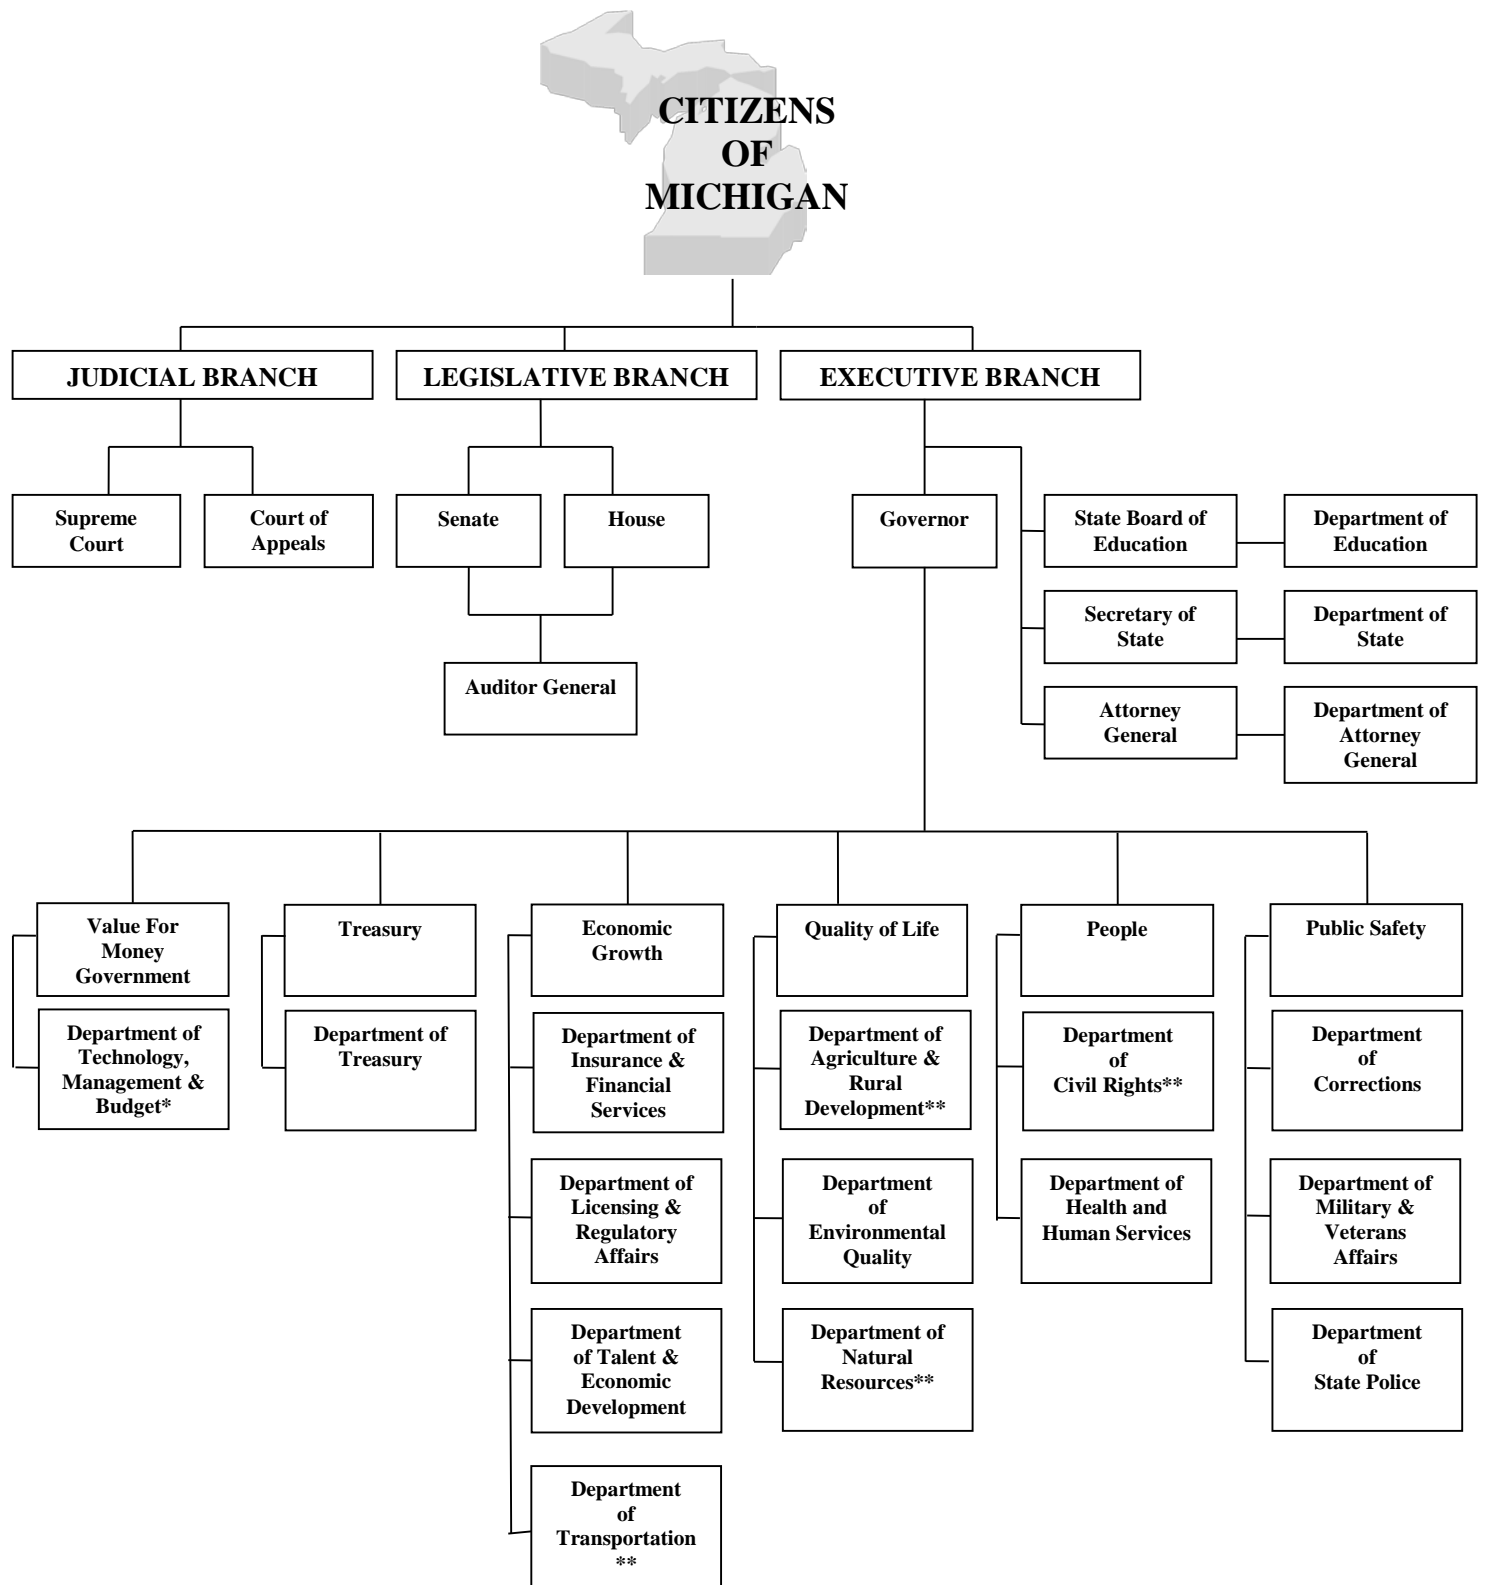 CITIZENS
OF
MICHIGAN
JUDICIAL BRANCH
LEGISLATIVE BRANCH
EXECUTIVE BRANCH
Supreme
Court
Court of
Appeals
Senate
House
Governor
State Board of
Education
Department of
Education
Secretary of
State
Department of
State
Auditor General
Attorney
General
Department of
Attorney
General
Value For
Money
Government
Treasury
Economic
Growth
Quality of Life
People
Public Safety
Department of
Technology,
Management &
Budget*
Department of
Treasury
Department of
Insurance &
Financial
Services
Department of
Agriculture &
Rural
Development**
Department
of
Civil Rights**
Department
of
Corrections
Department of
Licensing &
Regulatory
Affairs
Department
of
Environmental
Quality
Department of
Health and
Human Services
Department of
Military &
Veterans
Affairs
Department
of Talent &
Economic
Development
Department of
Natural
Resources**
Department
of
State Police
Department
of
Transportation
**